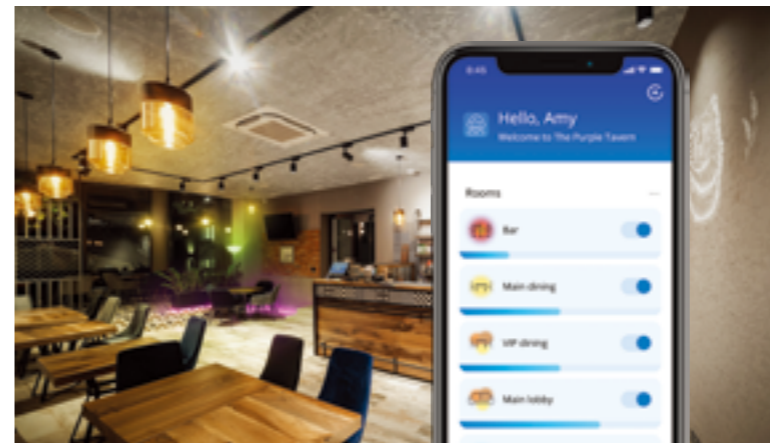 Hello, Amy
Welcome to The Purple Tavern
Rooms
Bar
Main dining
VIP dining
Main lobby